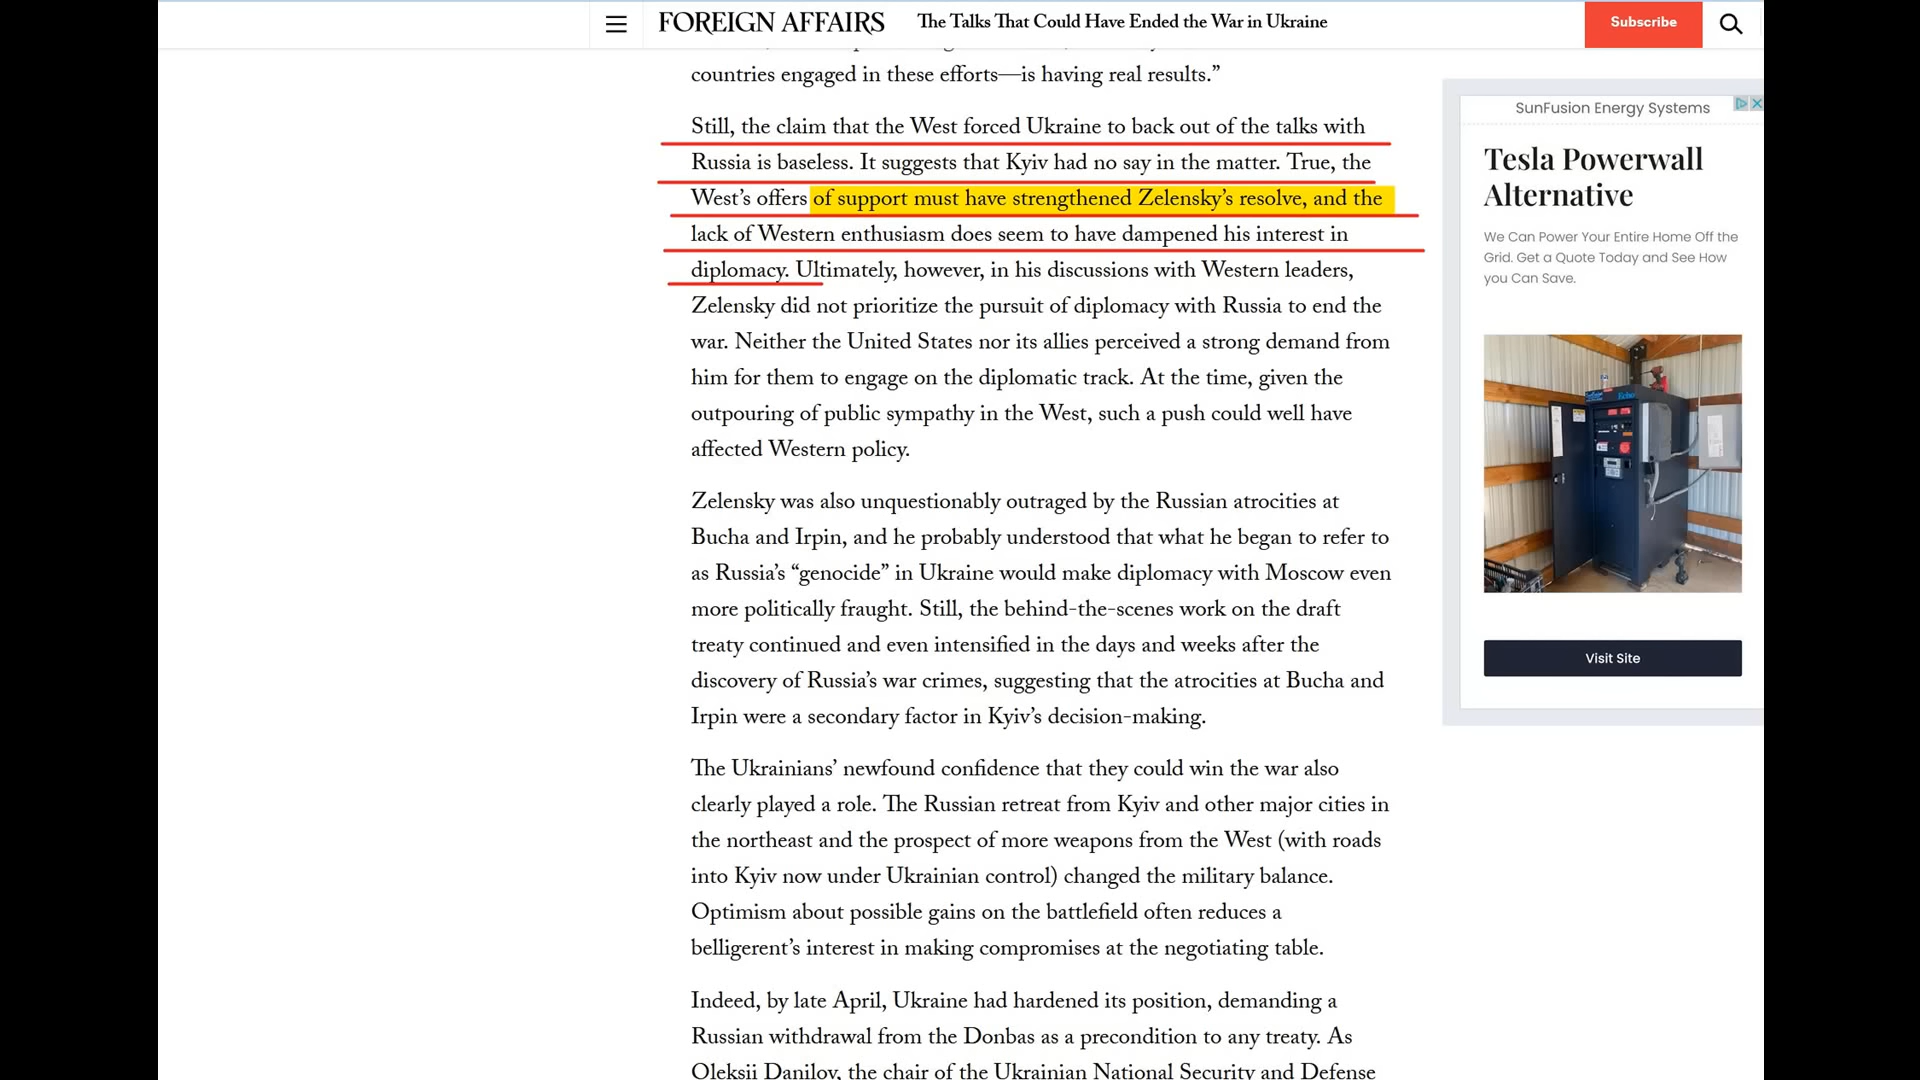 FOREIGN AFFAIRS
The Talks That Could Have Ended the War in Ukraine
Subscribe
countries engaged in these efforts—is having real results.”
Still, the claim that the West forced Ukraine to back out of the talks with
Russia is baseless. It suggests that Kyiv had no say in the matter. True, the
West’s offers of support must have strengthened Zelensky’s resolve, and the
lack of Western enthusiasm does seem to have dampened his interest in
diplomacy. Ultimately, however, in his discussions with Western leaders,
Zelensky did not prioritize the pursuit of diplomacy with Russia to end the
war. Neither the United States nor its allies perceived a strong demand from
him for them to engage on the diplomatic track. At the time, given the
outpouring of public sympathy in the West, such a push could well have
affected Western policy.
Zelensky was also unquestionably outraged by the Russian atrocities at
Bucha and Irpin, and he probably understood that what he began to refer to
as Russia’s “genocide” in Ukraine would make diplomacy with Moscow even
more politically fraught. Still, the behind-the-scenes work on the draft
treaty continued and even intensified in the days and weeks after the
discovery of Russia’s war crimes, suggesting that the atrocities at Bucha and
Irpin were a secondary factor in Kyiv’s decision-making.
The Ukrainians’ newfound confidence that they could win the war also
clearly played a role. The Russian retreat from Kyiv and other major cities in
the northeast and the prospect of more weapons from the West (with roads
into Kyiv now under Ukrainian control) changed the military balance.
Optimism about possible gains on the battlefield often reduces a
belligerent’s interest in making compromises at the negotiating table.
Indeed, by late April, Ukraine had hardened its position, demanding a
Russian withdrawal from the Donbas as a precondition to any treaty. As
Oleksii Danilov, the chair of the Ukrainian National Security and Defense
SunFusion Energy Systems
Tesla Powerwall
Alternative
We Can Power Your Entire Home Off the
Grid. Get a Quote Today and See How
you Can Save.
Echo
Visit Site